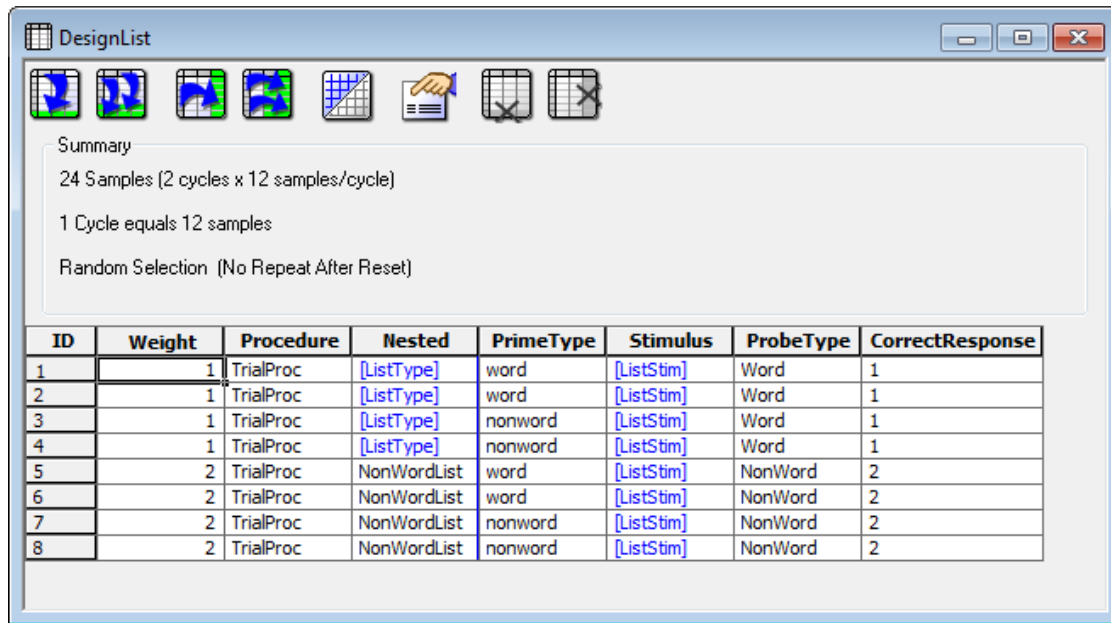 DesignList
Summary
24 Samples (2 cycles x 12 samples/cycle)
1 Cycle equals 12 samples
Random Selection (No Repeat After Reset)
ID Weight Procedure Nested PrimeType Stimulus ProbeType CorrectResponse
1 1 TrialProc [ListType] word [ListStim] Word 1
2 1 TrialProc [ListType] word [ListStim] Word 1
3 1 TrialProc [ListType] nonword [ListStim] Word 1
4 1 TrialProc [ListType] nonword [ListStim] Word 1
5 2 TrialProc NonWordList word [ListStim] NonWord 2
6 2 TrialProc NonWordList word [ListStim] NonWord 2
7 2 TrialProc NonWordList nonword [ListStim] NonWord 2
8 2 TrialProc NonWordList nonword [ListStim] NonWord 2